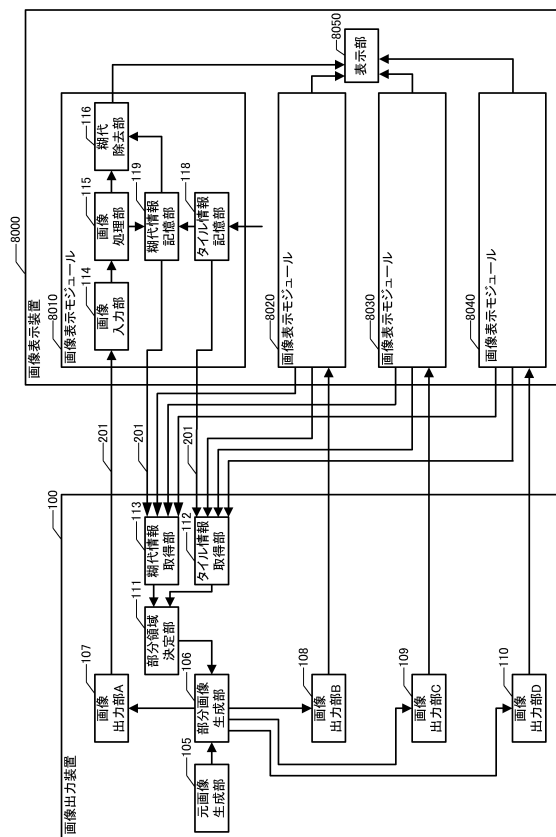 画像出力装置
100
元画像
生成部
105
部分画像
生成部
106
画像
出力部A
107
画像
出力部B
108
画像
出力部C
109
画像
出力部D
110
部分領域
決定部
111
糊代情報
取得部
113
タイル情報
取得部
112
201
201
201
画像表示装置
8000
8010
画像表示モジュール
画像
入力部
114
画像
処理部
115
糊代
除去部
116
糊代情報
記憶部
119
タイル情報
記憶部
118
8020
画像表示モジュール
8030
画像表示モジュール
8040
画像表示モジュール
表示部
8050